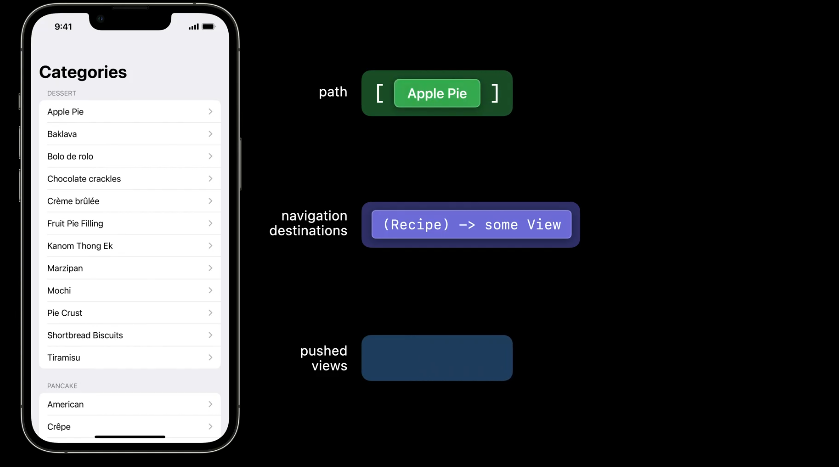 9:41
Categories
DESSERT
Apple Pie
Baklava
Bolo de rolo
Chocolate crackles
Crème brûlée
Fruit Pie Filling
Kanom Thong Ek
Marzipan
Mochi
Pie Crust
Shortbread Biscuits
Tiramisu
PANCAKE
American
Crêpe
path
[ Apple Pie ]
navigation
destinations
(Recipe) -> some View
pushed
views